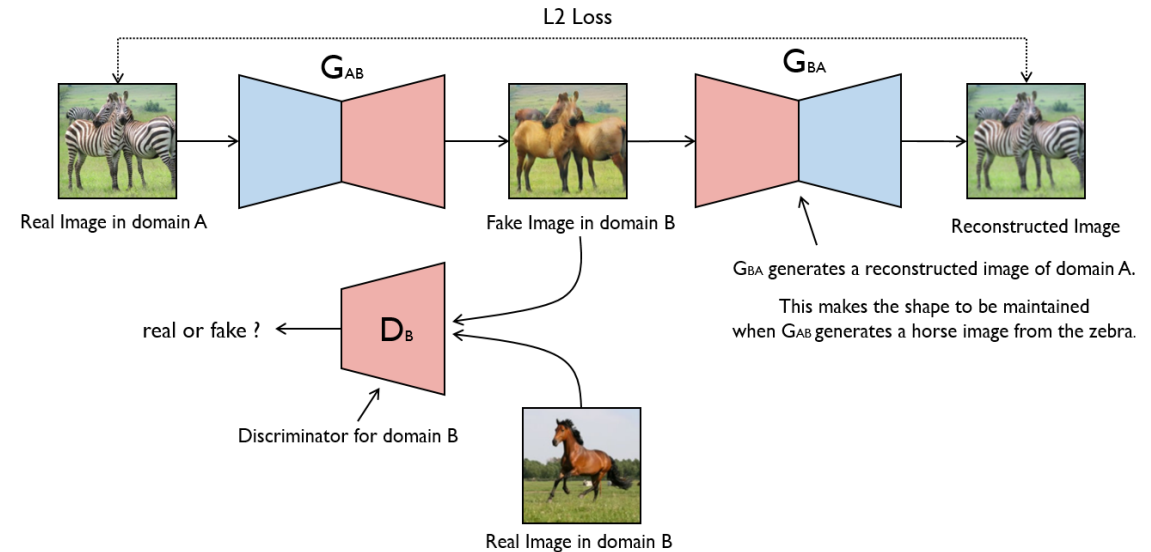 L2 Loss
GAB
GBA
Real Image in domain A
Fake Image in domain B
Reconstructed Image
GBA generates a reconstructed image of domain A.
This makes the shape to be maintained
when GAB generates a horse image from the zebra.
real or fake ?
DB
Discriminator for domain B
Real Image in domain B